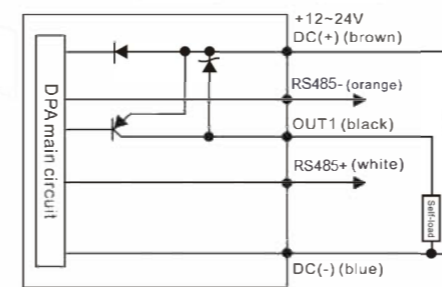 +12~24V
DC(+) (brown)
RS485- (orange)
OUT1 (black)
RS485+ (white)
DC(-) (blue)
DPA main circuit
Self-load